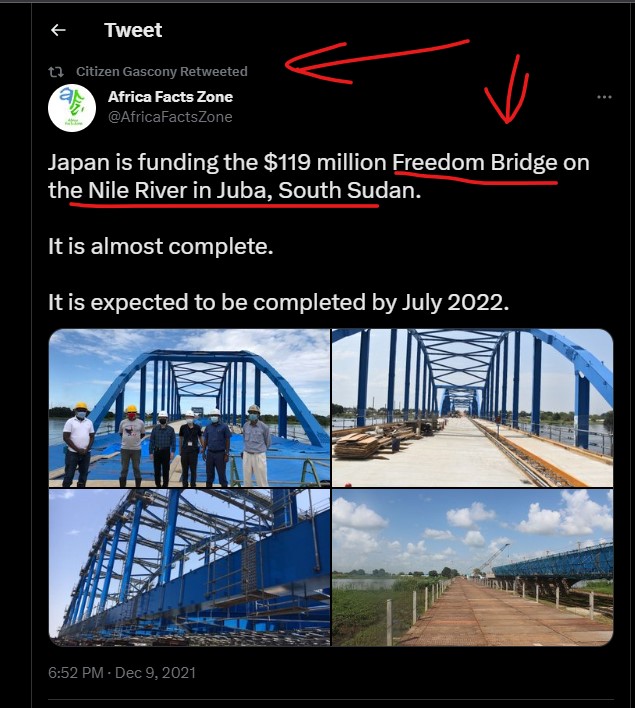 Tweet
Citizen Gascony Retweeted
Africa Facts Zone
@AfricaFactsZone
Japan is funding the $119 million Freedom Bridge on
the Nile River in Juba, South Sudan.
It is almost complete.
It is expected to be completed by July 2022.
6:52 PM · Dec 9, 2021